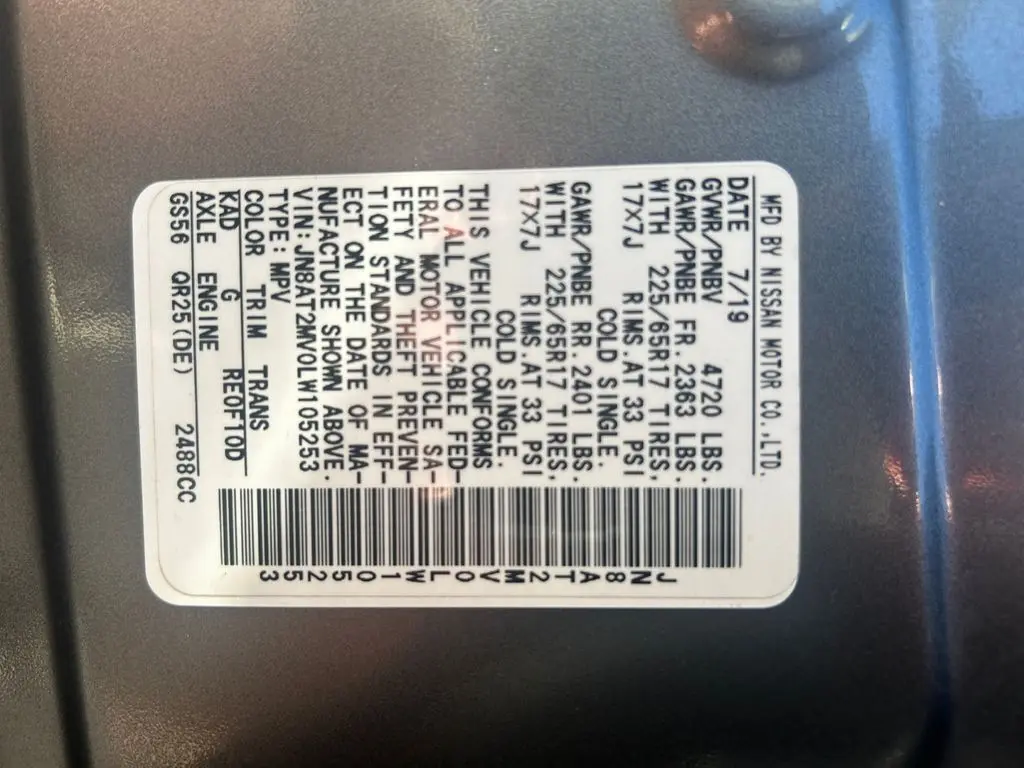 MFD BY NISSAN MOTOR CO.,LTD.
DATE 7/19
GVWR/PNBV 4720 LBS.
GAWR/PNBE FR.2363 LBS.
WITH 225/65R17 TIRES,
17X7J RIMS.AT 33 PSI
COLD SINGLE.
GAWR/PNBE RR.2401 LBS.
WITH 225/65R17 TIRES,
17X7J RIMS.AT 33 PSI
COLD SINGLE.
THIS VEHICLE CONFORMS
TO ALL APPLICABLE FED-
ERAL MOTOR VEHICLE SA-
FETY AND THEFT PREVEN-
TION STANDARDS IN EFF-
ECT ON THE DATE OF MA-
NUFACTURE SHOWN ABOVE.
VIN:JN8AT2MV0LW105253
TYPE:MPV
COLOR TRIM TRANS
KAD G RE0F10D
AXLE ENGINE
GS56 QR25(DE) 2488CC
JN8AT2MV0LW105253